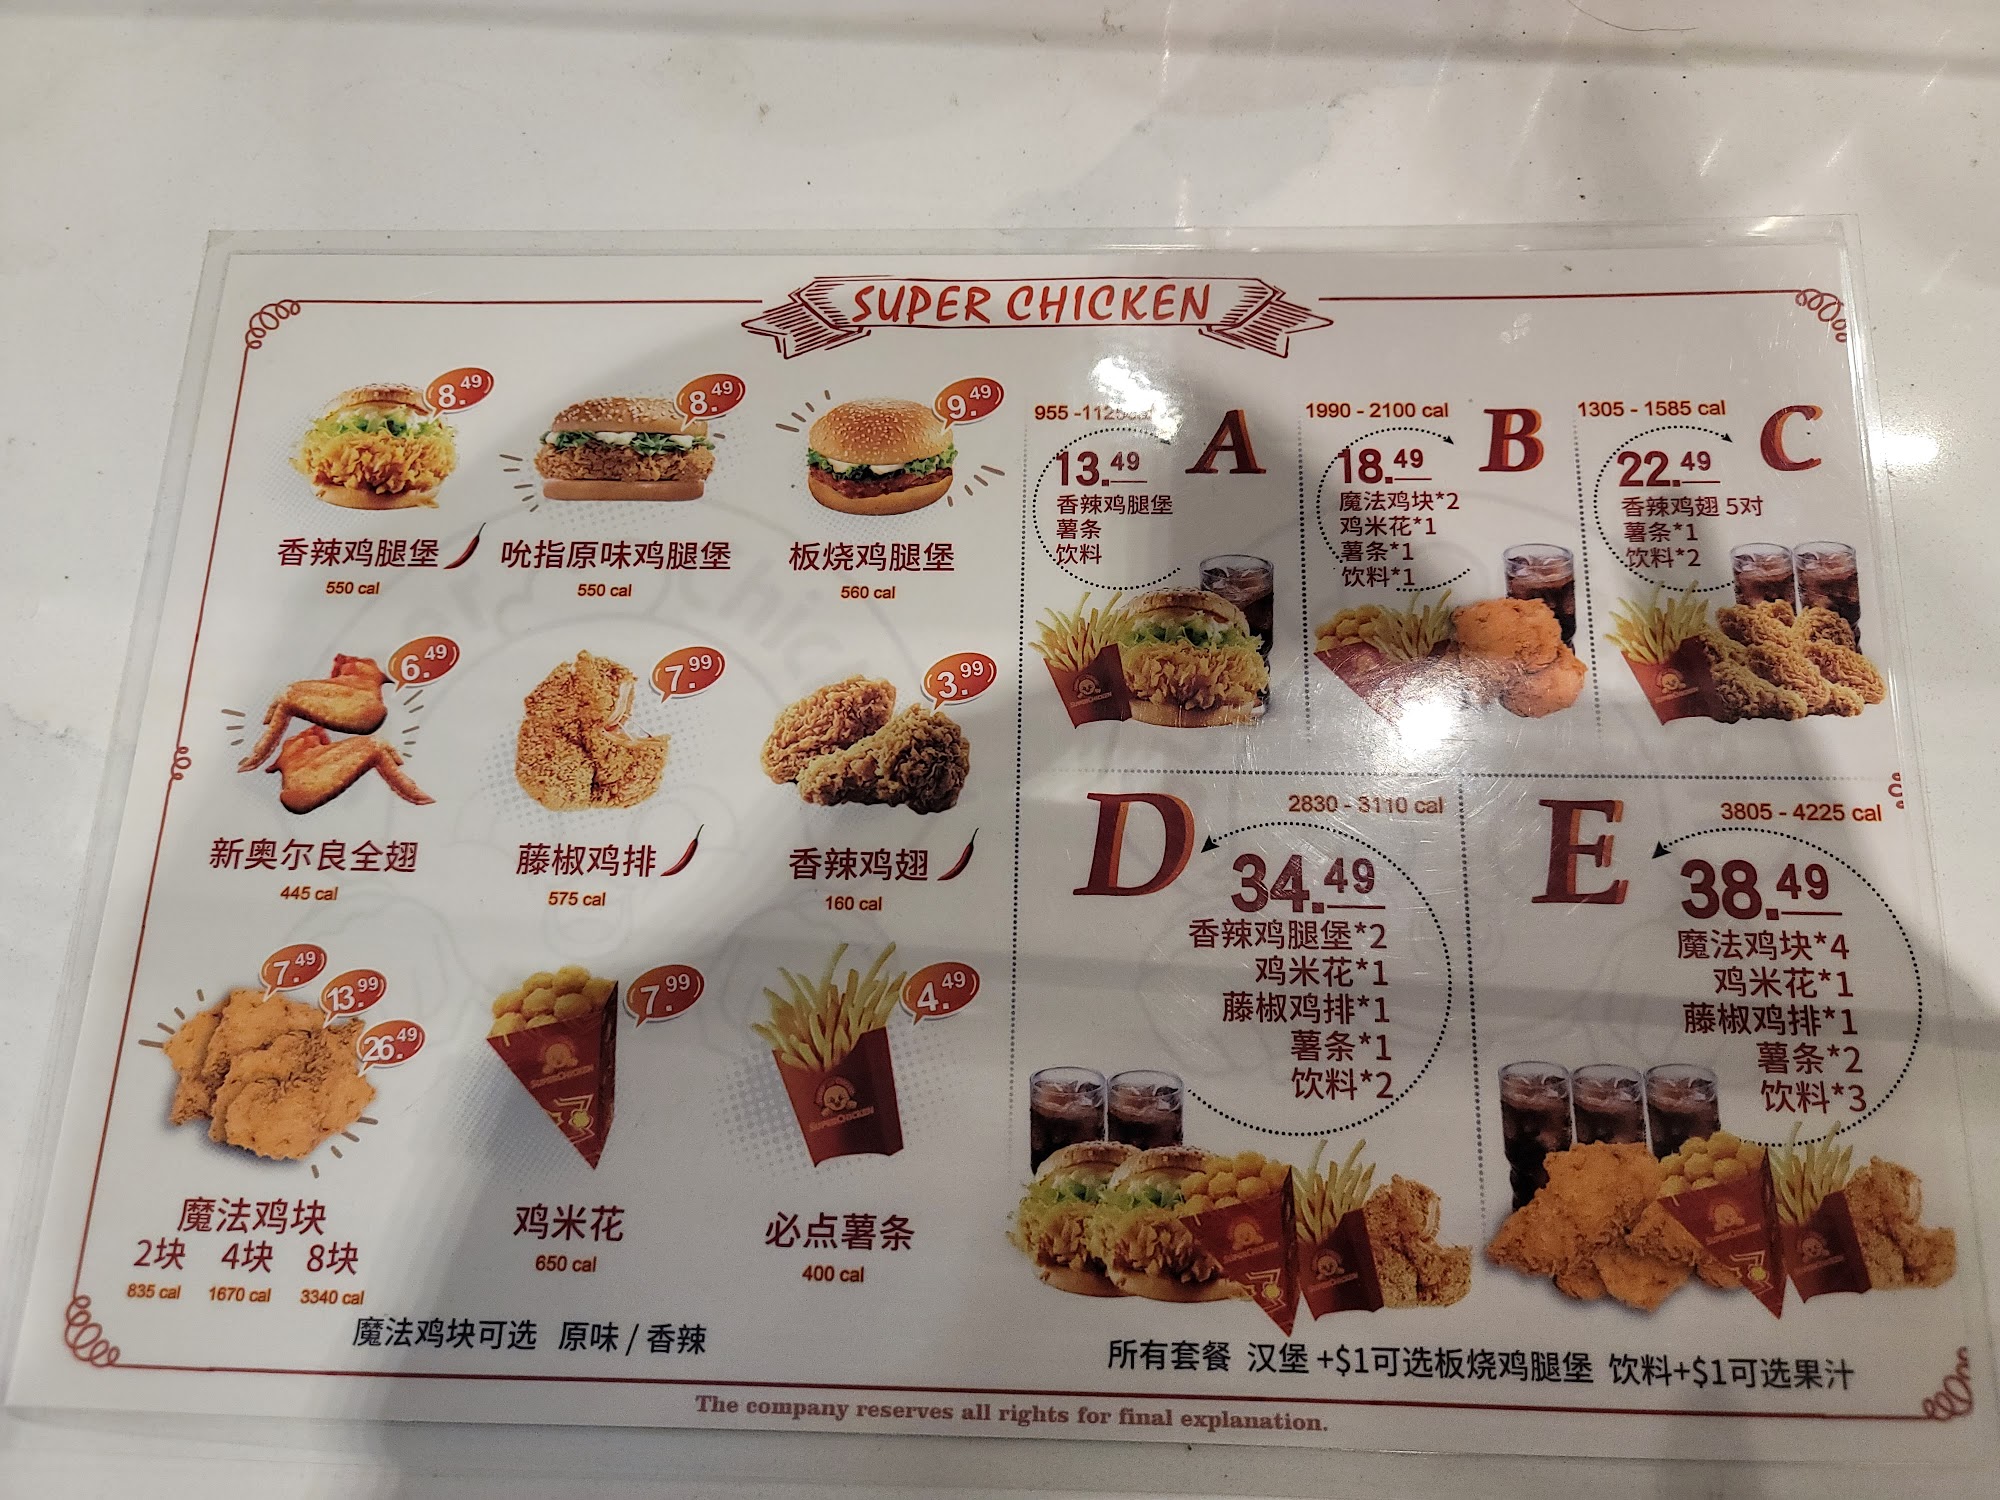 SUPER CHICKEN
8.49
香辣鸡腿堡
550 cal
8.49
吮指原味鸡腿堡
550 cal
9.49
板烧鸡腿堡
560 cal
6.49
新奥尔良全翅
445 cal
7.99
藤椒鸡排
575 cal
3.99
香辣鸡翅
160 cal
7.49
13.99
26.49
魔法鸡块
2块 4块 8块
835 cal 1670 cal 3340 cal
7.99
SUPERCHICKEN
鸡米花
650 cal
4.49
SUPERCHICKEN
必点薯条
400 cal
魔法鸡块可选 原味 / 香辣
A
13.49
香辣鸡腿堡
薯条
饮料
1990 - 2100 cal
B
18.49
魔法鸡块*2
鸡米花*1
薯条*1
饮料*1
1305 - 1585 cal
C
22.49
香辣鸡翅 5对
薯条*1
饮料*2
D
2830 - 3110 cal
34.49
香辣鸡腿堡*2
鸡米花*1
藤椒鸡排*1
薯条*1
饮料*2
E
3805 - 4225 cal
38.49
魔法鸡块*4
鸡米花*1
藤椒鸡排*1
薯条*2
饮料*3
所有套餐 汉堡 +$1可选板烧鸡腿堡 饮料+$1可选果汁
The company reserves all rights for final explanation.